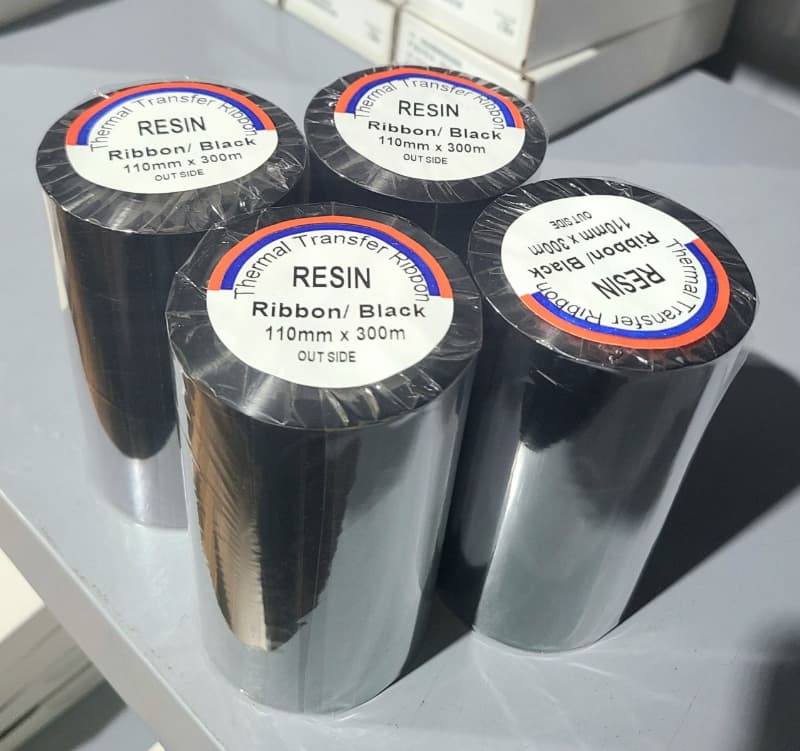 Thermal Transfer Ribbon
RESIN
Ribbon/ Black
110mm x 300m
OUT SIDE
Thermal Transfer Ribbon
RESIN
Ribbon/ Black
110mm x 300m
OUT SIDE
Thermal Transfer Ribbon
RESIN
Ribbon/ Black
110mm x 300m
OUT SIDE
Thermal Transfer Ribbon
RESIN
Ribbon/ Black
110mm x 300m
OUT SIDE